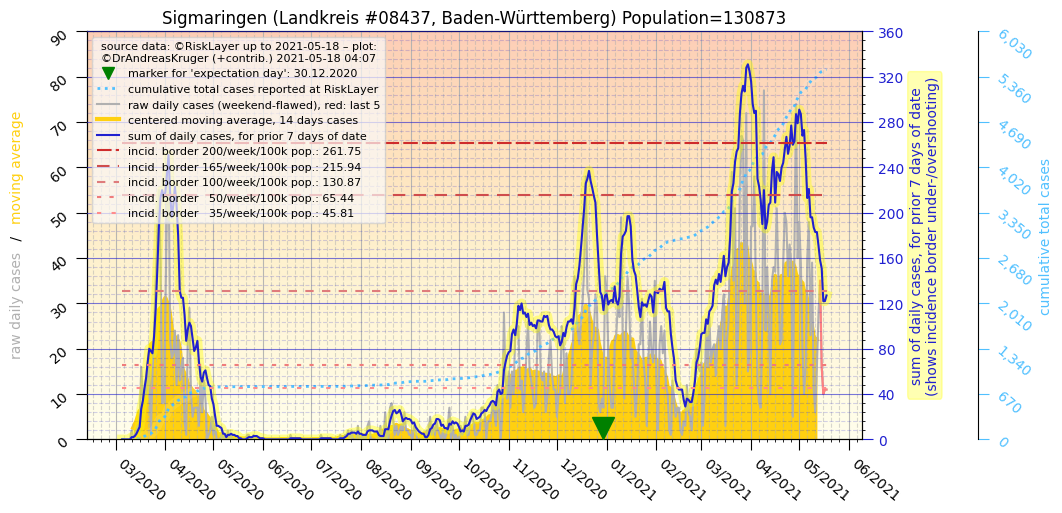 Sigmaringen (Landkreis #08437, Baden-Württemberg) Population=130873
source data: ©RiskLayer up to 2021-05-18 – plot:
©DrAndreasKruger (+contrib.) 2021-05-18 04:07
marker for 'expectation day': 30.12.2020
cumulative total cases reported at RiskLayer
raw daily cases (weekend-flawed), red: last 5
centered moving average, 14 days cases
sum of daily cases, for prior 7 days of date
incid. border 200/week/100k pop.: 261.75
incid. border 165/week/100k pop.: 215.94
incid. border 100/week/100k pop.: 130.87
incid. border 50/week/100k pop.: 65.44
incid. border 35/week/100k pop.: 45.81
raw daily cases / moving average
90
80
70
60
50
40
30
20
10
0
360
320
280
240
200
160
120
80
40
0
sum of daily cases, for prior 7 days of date
(shows incidence border under-/overshooting)
6,030
5,360
4,690
4,020
3,350
2,680
2,010
1,340
670
0
cumulative total cases
03/2020
04/2020
05/2020
06/2020
07/2020
08/2020
09/2020
10/2020
11/2020
12/2020
01/2021
02/2021
03/2021
04/2021
05/2021
06/2021